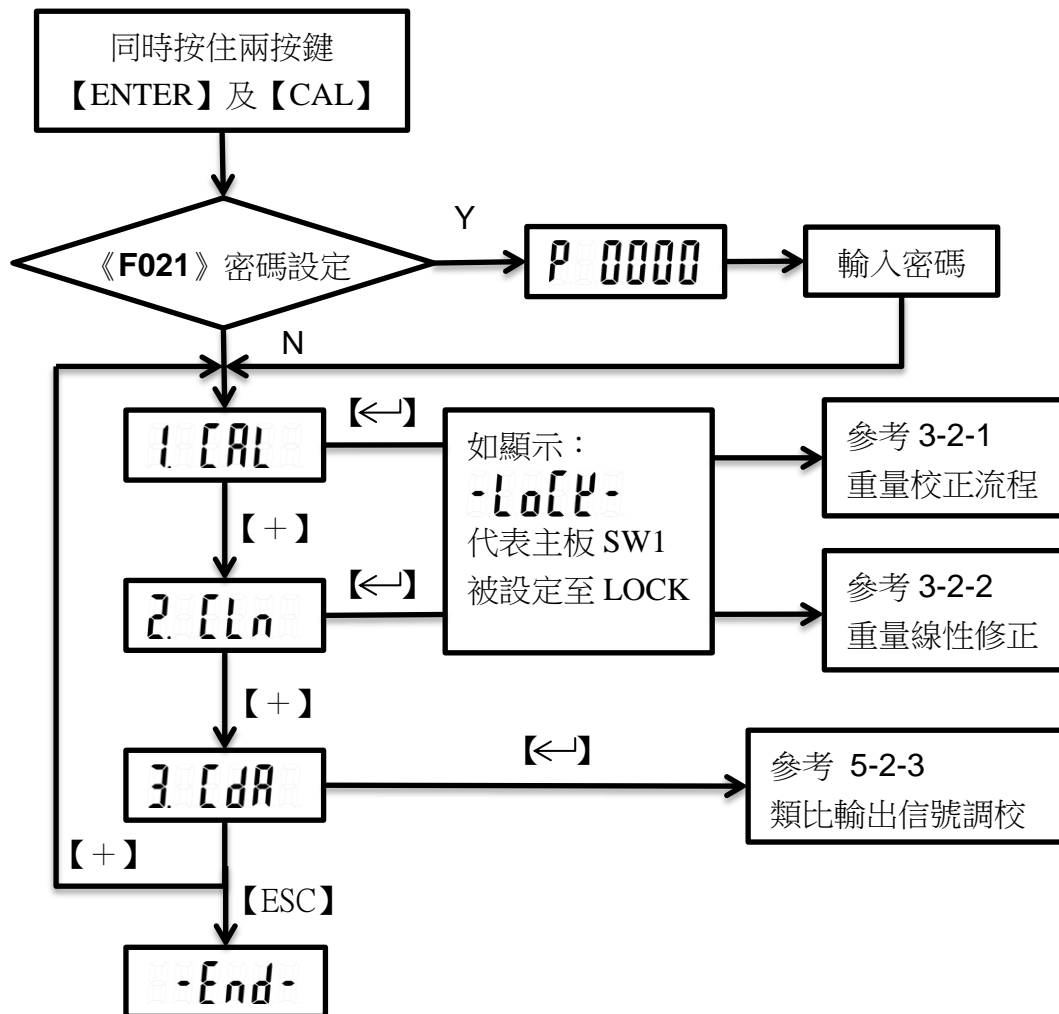 同時按住兩按鍵
【ENTER】及【CAL】
《F021》密碼設定
Y
P 0000
輸入密碼
N
1. CAL
【←┘】
如顯示：
-LoCK-
代表主板 SW1
被設定至 LOCK
參考 3-2-1
重量校正流程
【＋】
2. CLn
【←┘】
參考 3-2-2
重量線性修正
【＋】
3. CdA
【←┘】
參考 5-2-3
類比輸出信號調校
【＋】
【ESC】
-End-